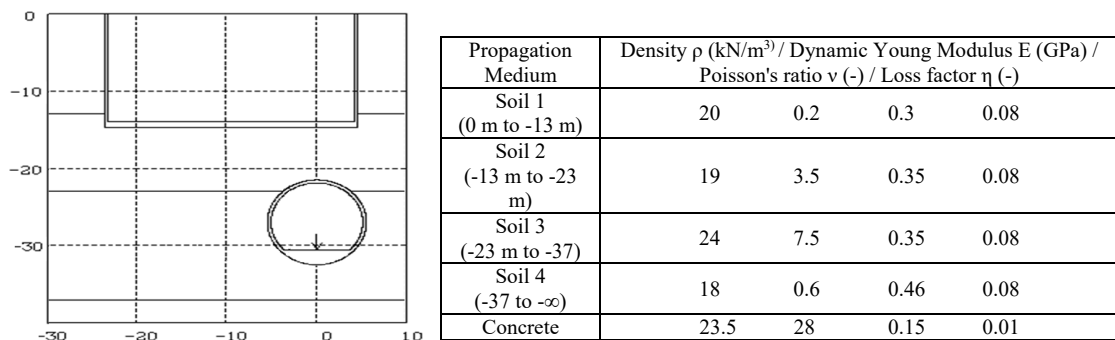 0
-10
-20
-30
-30
-20
-10
0
10
Propagation
Medium
Density ρ (kN/m³⁾ / Dynamic Young Modulus E (GPa) /
Poisson's ratio ν (-) / Loss factor η (-)
Soil 1
(0 m to -13 m)
20 0.2 0.3 0.08
Soil 2
(-13 m to -23
m)
19 3.5 0.35 0.08
Soil 3
(-23 m to -37)
24 7.5 0.35 0.08
Soil 4
(-37 to -∞)
18 0.6 0.46 0.08
Concrete 23.5 28 0.15 0.01